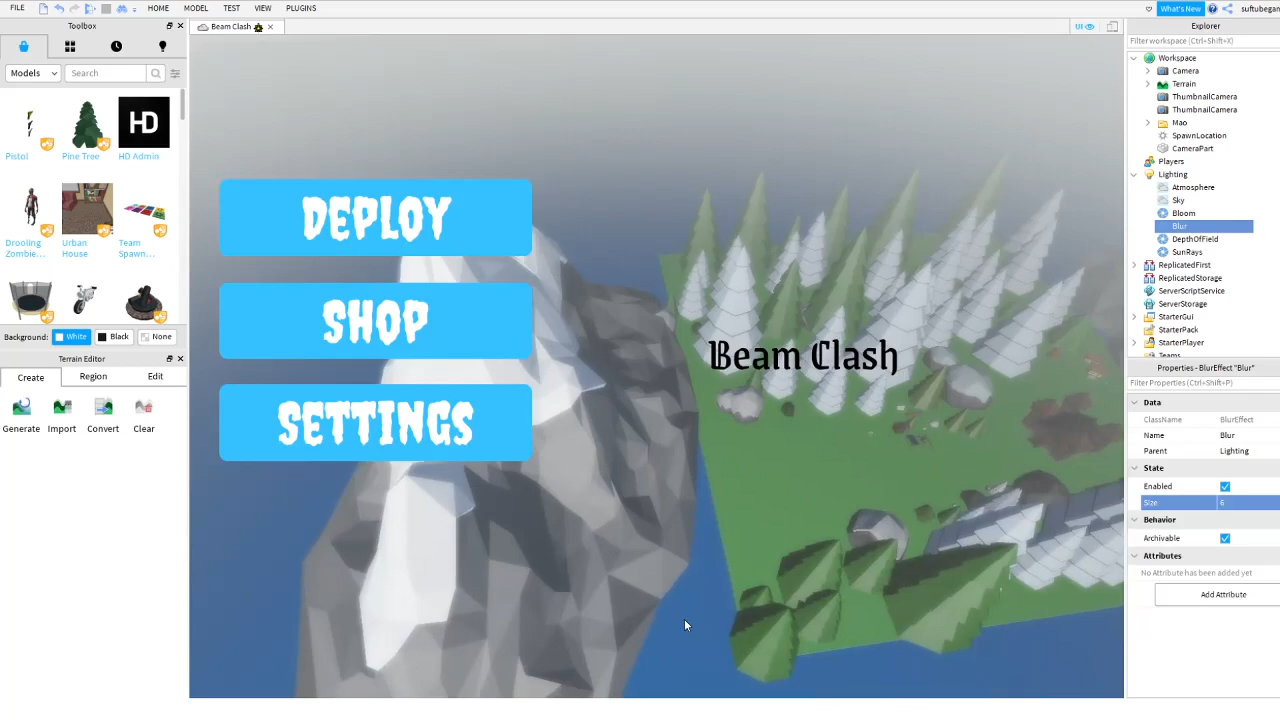 FILE HOME MODEL TEST VIEW PLUGINS What's New suftubegam
Toolbox
Beam Clash
UI
Explorer
Filter workspace (Ctrl+Shift+X)
Models Search
Pistol Pine Tree HD Admin
HD
Drooling Zombie... Urban House Team Spawn...
Background: White Black None
Terrain Editor
Create Region Edit
Generate Import Convert Clear
DEPLOY
SHOP
SETTINGS
Beam Clash
Workspace
Camera
Terrain
ThumbnailCamera
ThumbnailCamera
Map
SpawnLocation
CameraPart
Players
Lighting
Atmosphere
Sky
Bloom
Blur
DepthOfField
SunRays
ReplicatedFirst
ReplicatedStorage
ServerScriptService
ServerStorage
StarterGui
StarterPack
StarterPlayer
Teams
Properties - BlurEffect "Blur"
Filter Properties (Ctrl+Shift+P)
Data
ClassName BlurEffect
Name Blur
Parent Lighting
State
Enabled
Size 6
Behavior
Archivable
Attributes
No Attribute has been added yet
Add Attribute